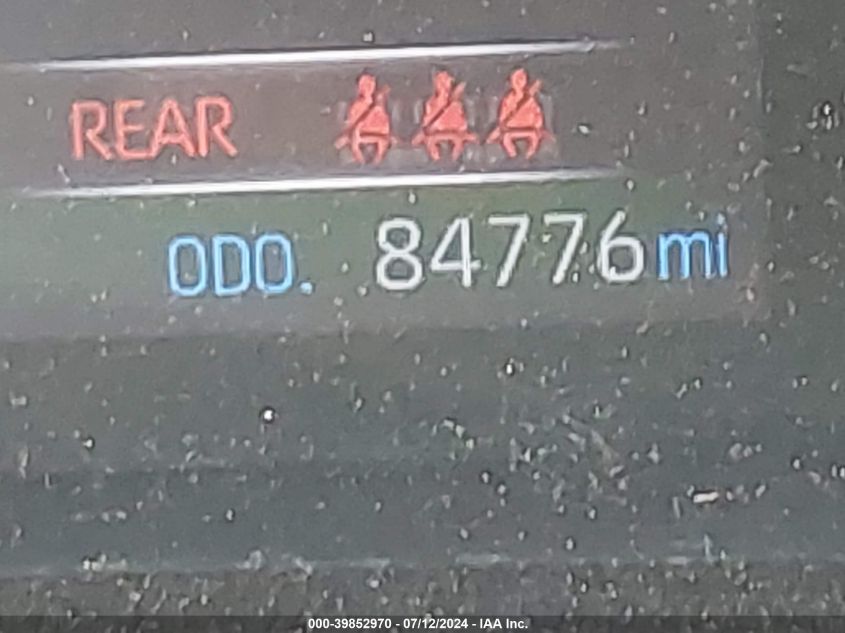 REAR
ODO. 84776mi
000-39852970 - 07/12/2024 - IAA Inc.